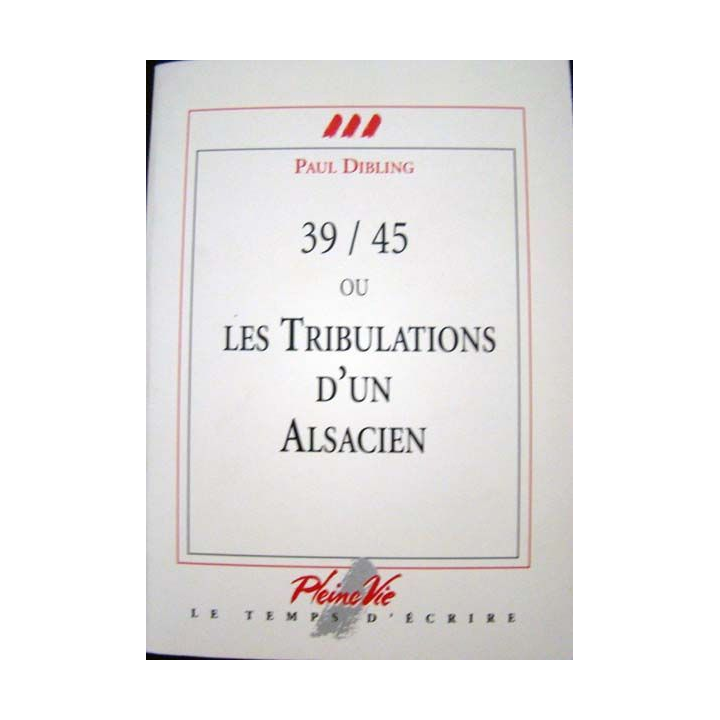 PAUL DIBLING
39 / 45
OU
LES TRIBULATIONS
D'UN
ALSACIEN
Pleine Vie
LE TEMPS D'ÉCRIRE